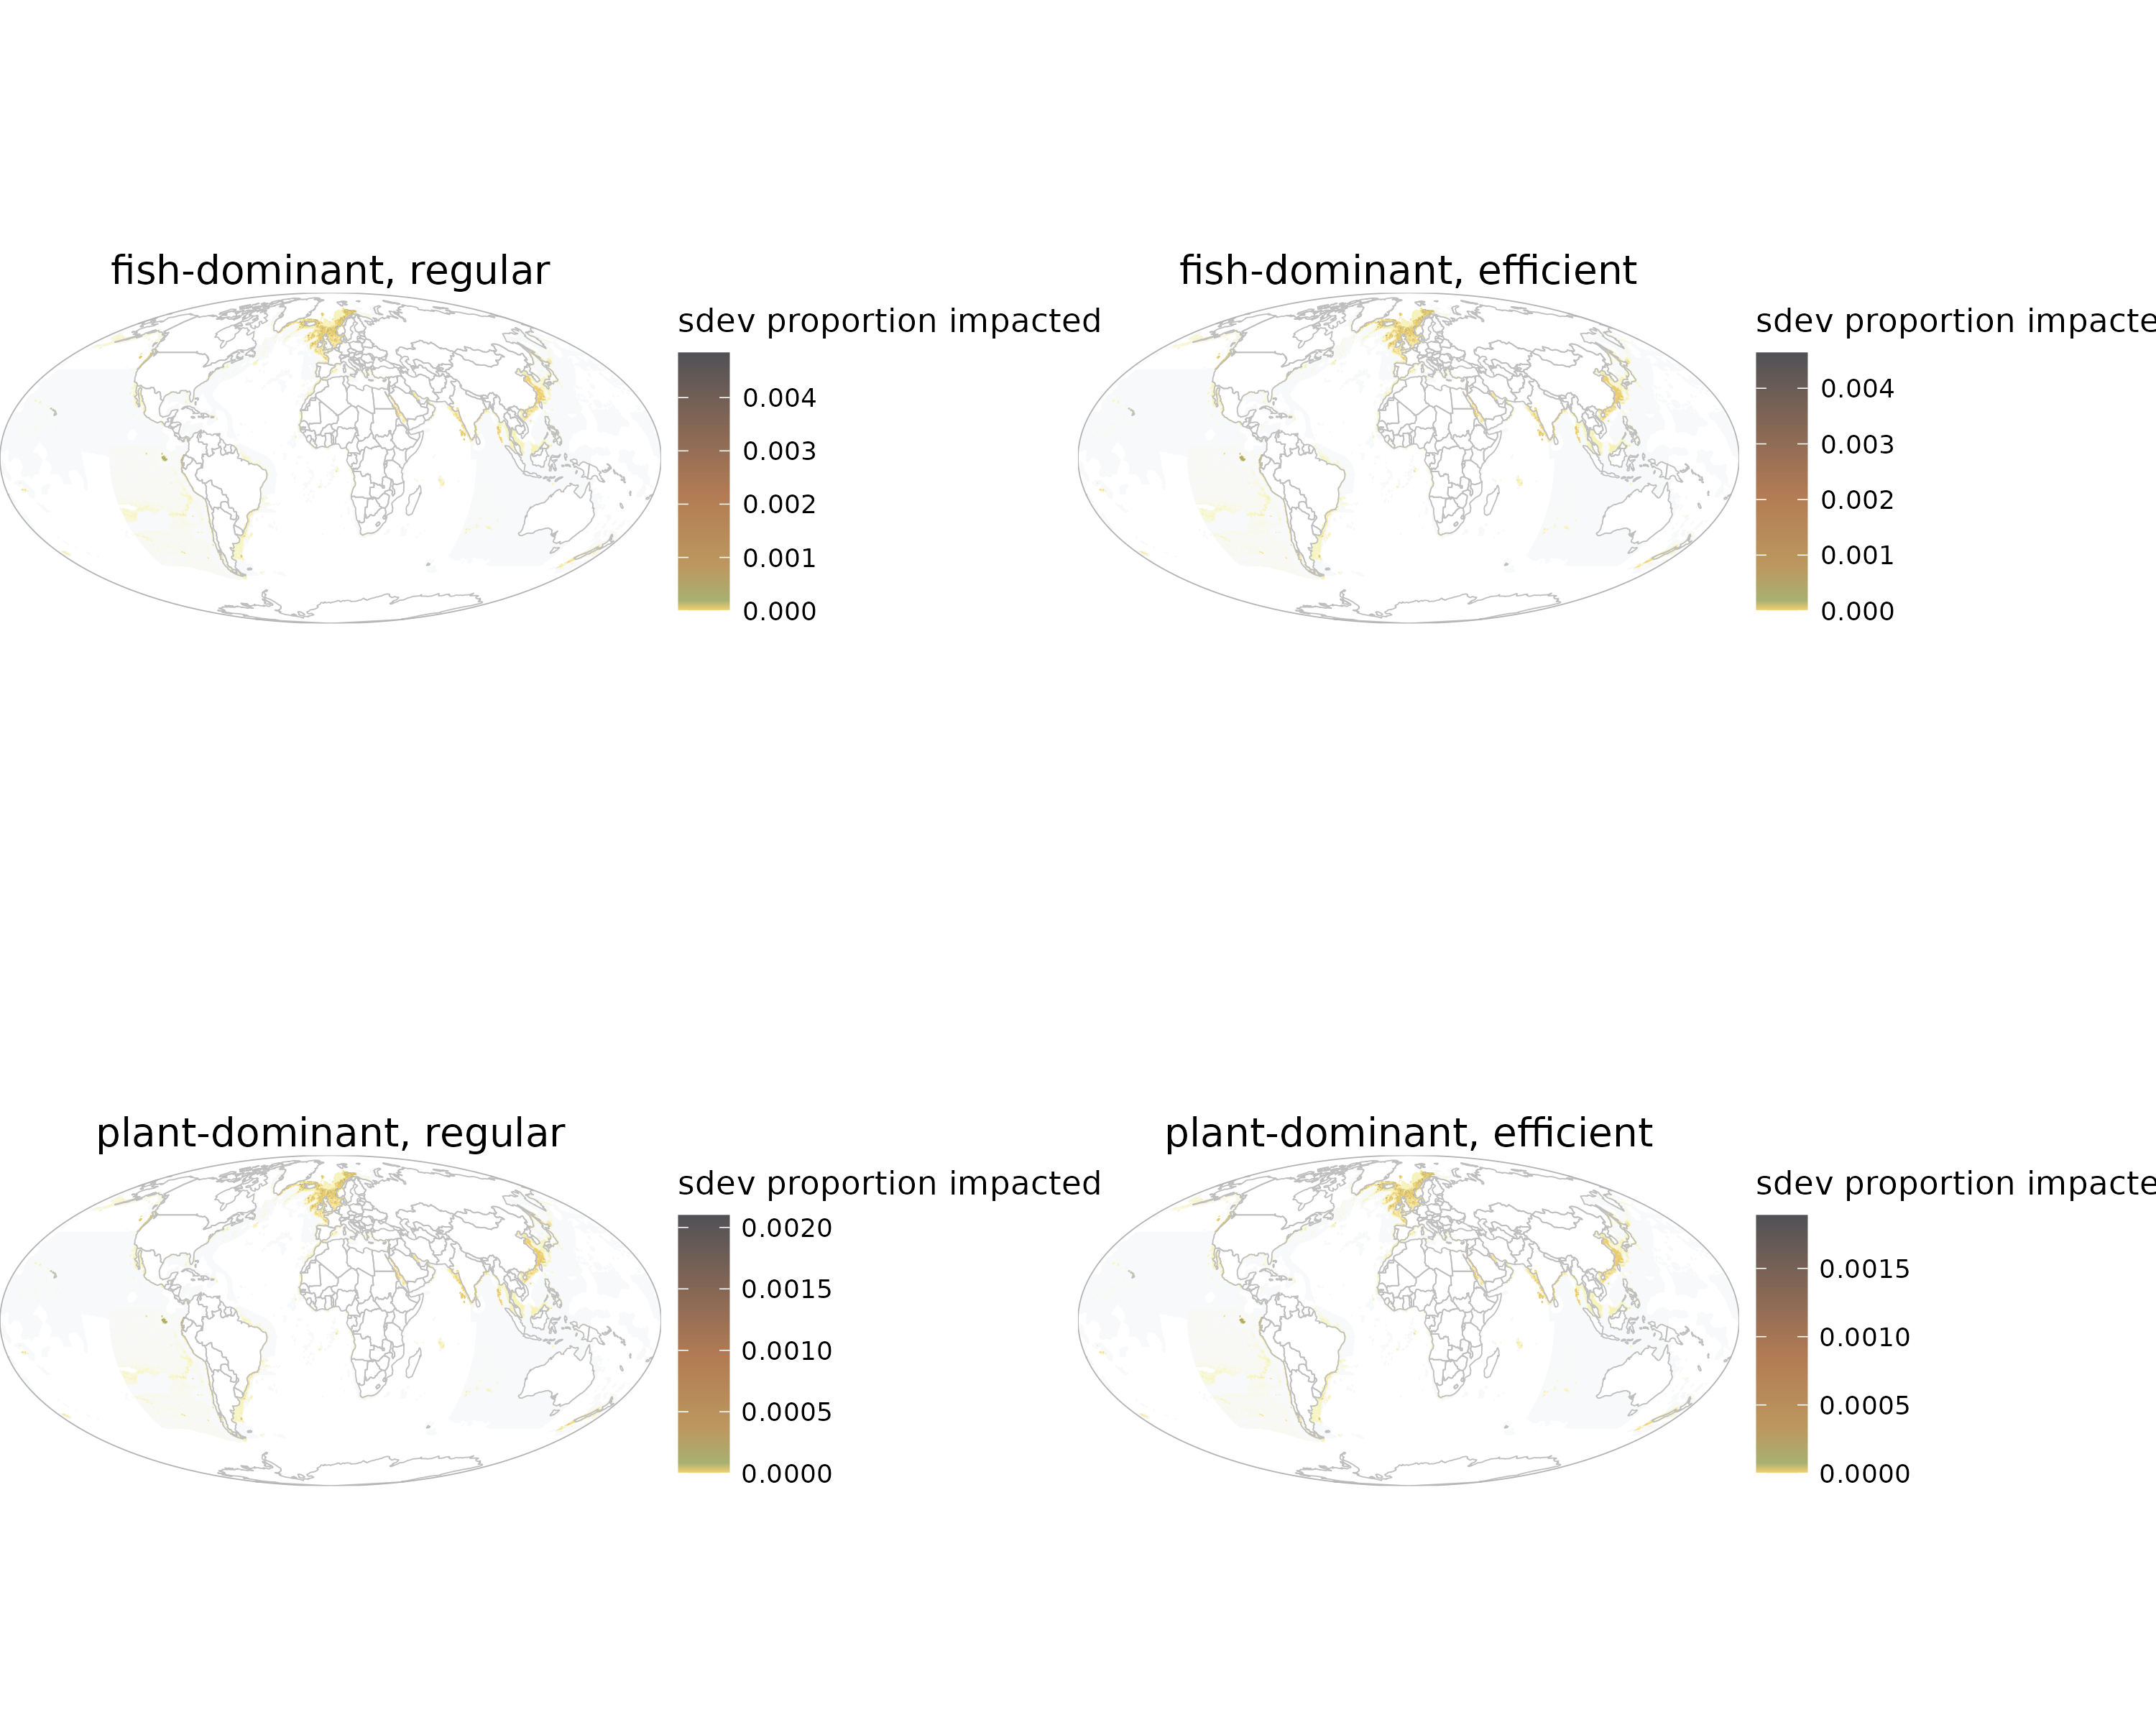 fish-dominant, regular
sdev proportion impacted
0.004
0.003
0.002
0.001
0.000
fish-dominant, efficient
sdev proportion impacte
0.004
0.003
0.002
0.001
0.000
plant-dominant, regular
sdev proportion impacted
0.0020
0.0015
0.0010
0.0005
0.0000
plant-dominant, efficient
sdev proportion impacte
0.0015
0.0010
0.0005
0.0000